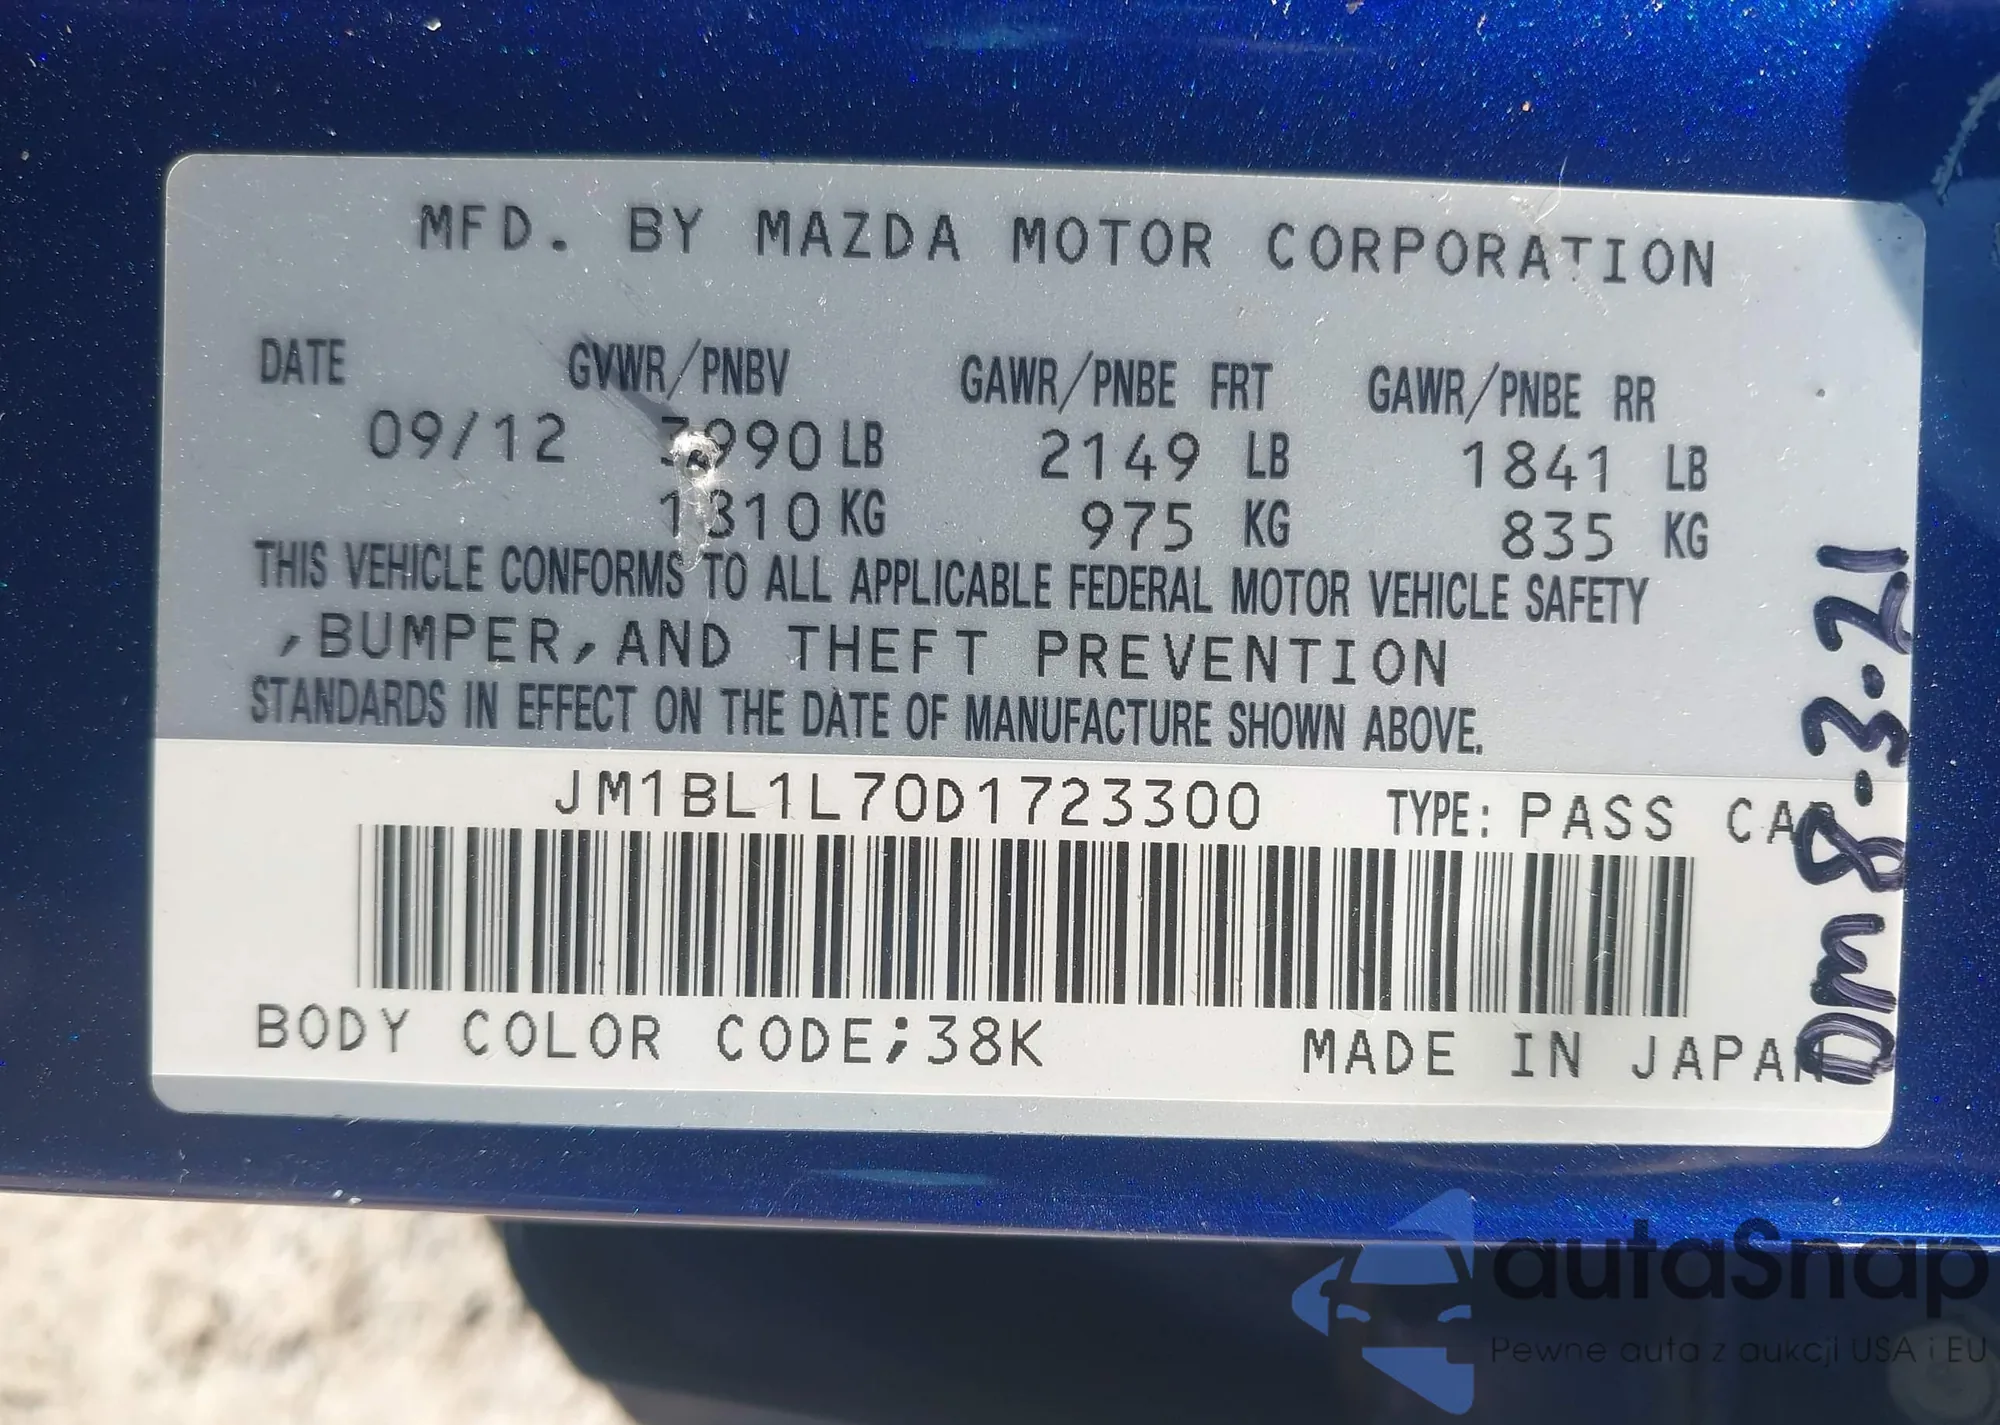 MFD. BY MAZDA MOTOR CORPORATION
DATE GVWR/PNBV GAWR/PNBE FRT GAWR/PNBE RR
09/12 3990 LB 2149 LB 1841 LB
1810 KG 975 KG 835 KG
THIS VEHICLE CONFORMS TO ALL APPLICABLE FEDERAL MOTOR VEHICLE SAFETY
,BUMPER,AND THEFT PREVENTION
STANDARDS IN EFFECT ON THE DATE OF MANUFACTURE SHOWN ABOVE.
JM1BL1L70D1723300 TYPE: PASS CAR
BODY COLOR CODE;38K MADE IN JAPAN
8-3-21
autaSnap
Pewne auta z aukcji USA i EU